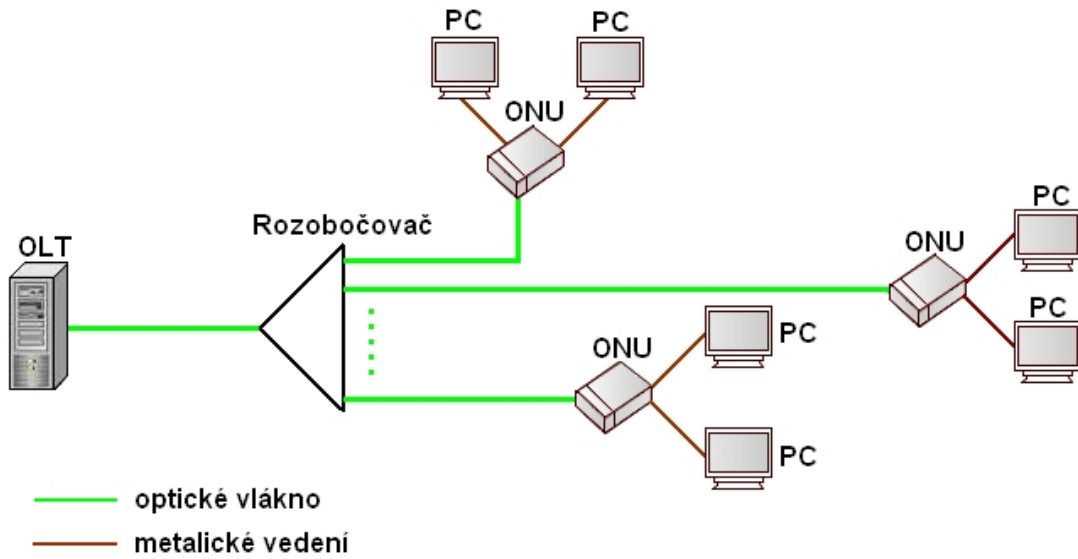 PC
PC
ONU
Rozobočovač
OLT
PC
ONU
PC
ONU
PC
PC
optické vlákno
metalické vedení